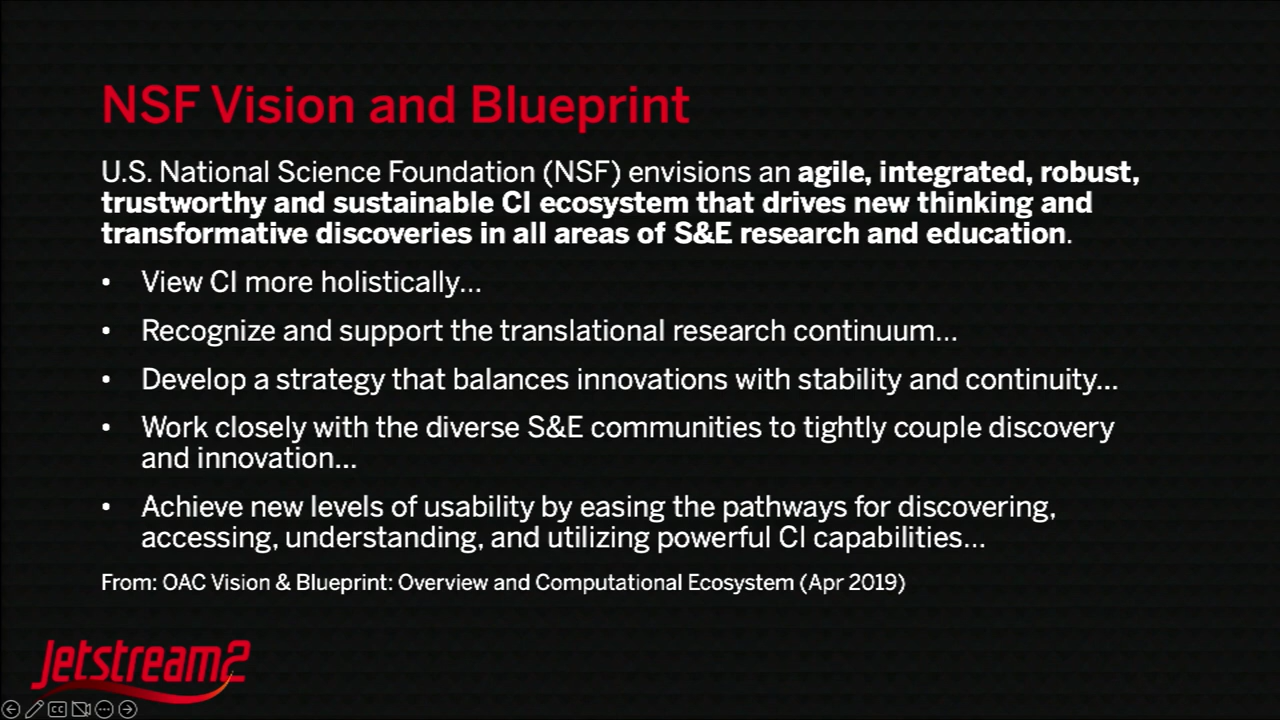 NSF Vision and Blueprint
U.S. National Science Foundation (NSF) envisions an agile, integrated, robust,
trustworthy and sustainable CI ecosystem that drives new thinking and
transformative discoveries in all areas of S&E research and education.
• View CI more holistically...
• Recognize and support the translational research continuum...
• Develop a strategy that balances innovations with stability and continuity...
• Work closely with the diverse S&E communities to tightly couple discovery
and innovation...
• Achieve new levels of usability by easing the pathways for discovering,
accessing, understanding, and utilizing powerful CI capabilities...
From: OAC Vision & Blueprint: Overview and Computational Ecosystem (Apr 2019)
Jetstream2
CC